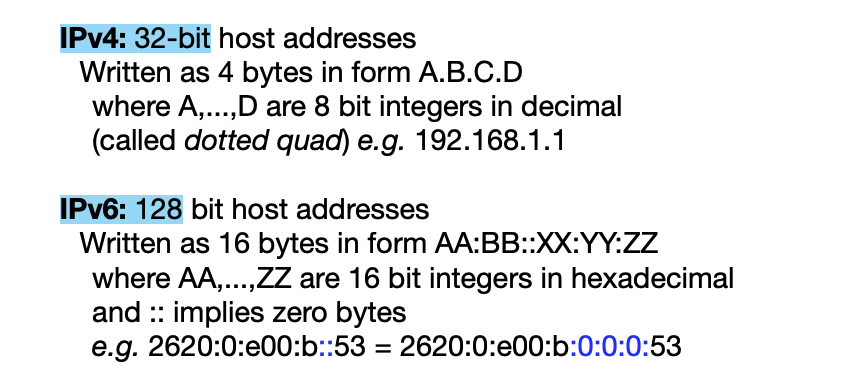 IPv4: 32-bit host addresses
Written as 4 bytes in form A.B.C.D
where A,...,D are 8 bit integers in decimal
(called dotted quad) e.g. 192.168.1.1
IPv6: 128 bit host addresses
Written as 16 bytes in form AA:BB::XX:YY:ZZ
where AA,...,ZZ are 16 bit integers in hexadecimal
and :: implies zero bytes
e.g. 2620:0:e00:b::53 = 2620:0:e00:b:0:0:0:53